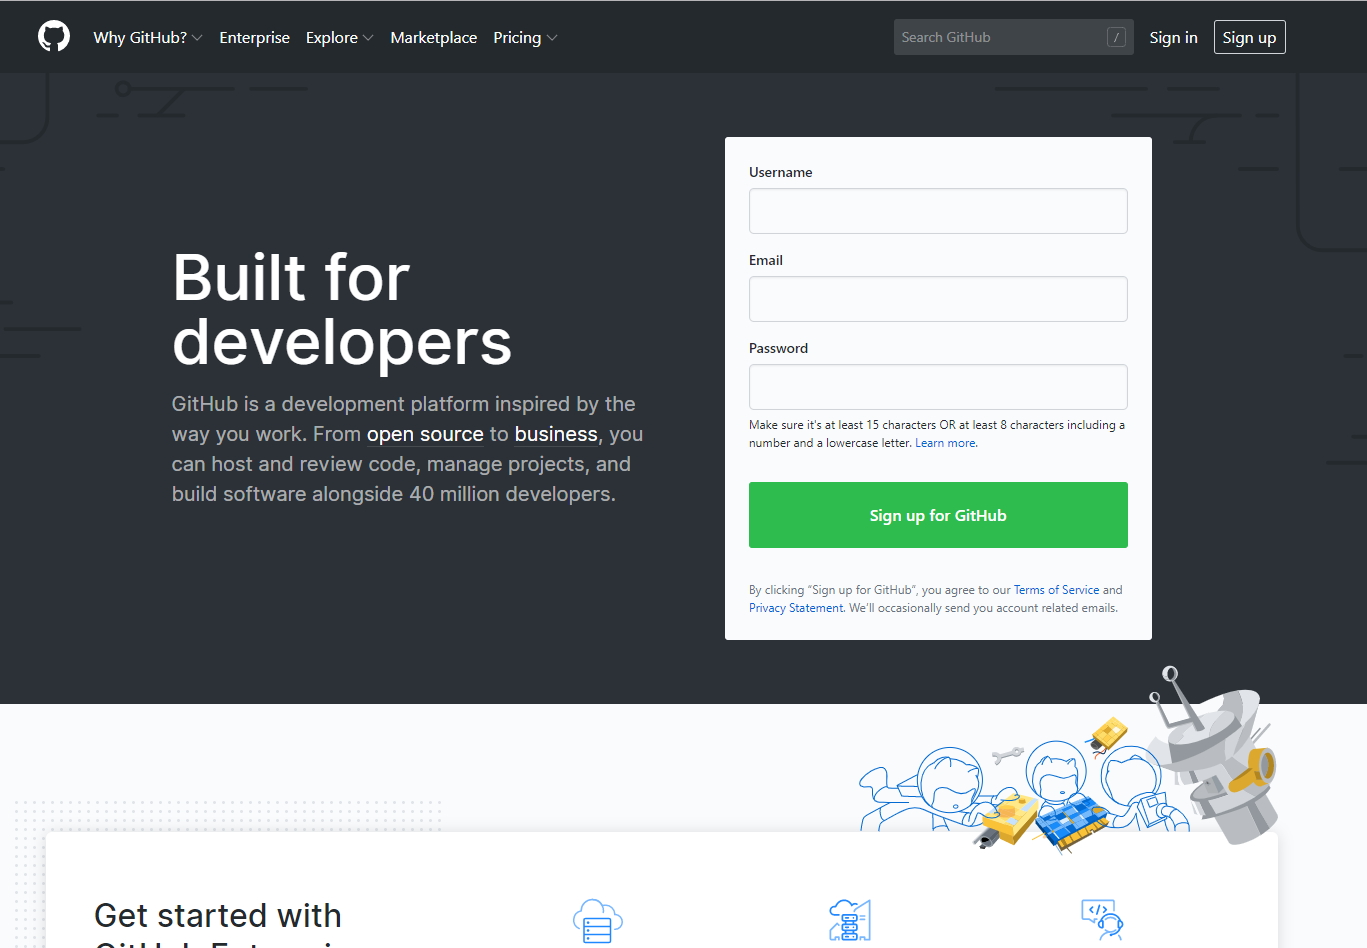 Why GitHub? Enterprise Explore Marketplace Pricing Search GitHub / Sign in Sign up
Built for
developers
GitHub is a development platform inspired by the
way you work. From open source to business, you
can host and review code, manage projects, and
build software alongside 40 million developers.
Username
Email
Password
Make sure it's at least 15 characters OR at least 8 characters including a
number and a lowercase letter. Learn more.
Sign up for GitHub
By clicking “Sign up for GitHub”, you agree to our Terms of Service and
Privacy Statement. We’ll occasionally send you account related emails.
Get started with